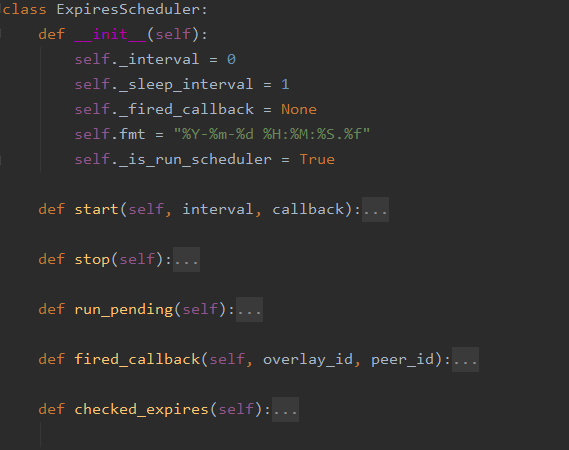 class ExpiresScheduler:
    def __init__(self):
        self._interval = 0
        self._sleep_interval = 1
        self._fired_callback = None
        self.fmt = "%Y-%m-%d %H:%M:%S.%f"
        self._is_run_scheduler = True
    def start(self, interval, callback):...
    def stop(self):...
    def run_pending(self):...
    def fired_callback(self, overlay_id, peer_id):...
    def checked_expires(self):...